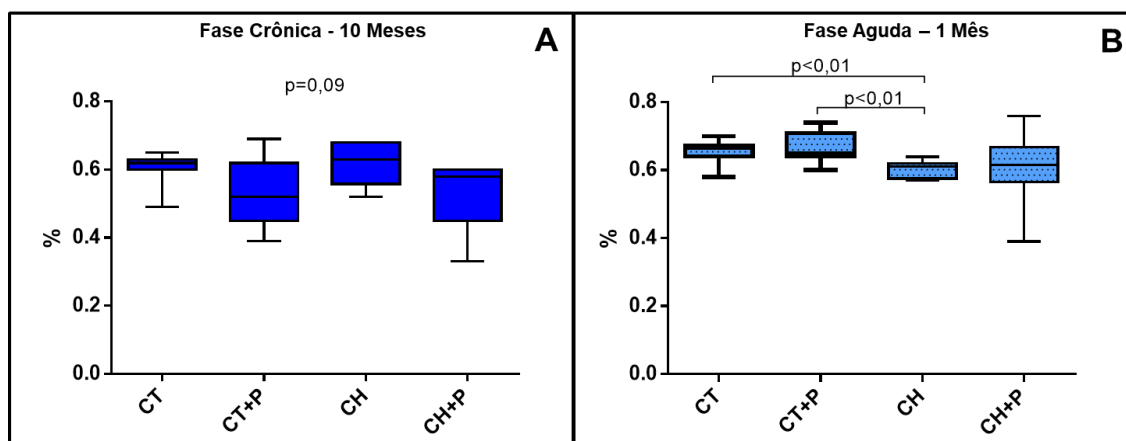 Fase Crônica - 10 Meses
A
p=0,09
0.8
0.6
0.4
0.2
0.0
%
CT
CT+P
CH
CH+P
Fase Aguda – 1 Mês
B
p<0,01
p<0,01
0.8
0.6
0.4
0.2
0.0
%
CT
CT+P
CH
CH+P